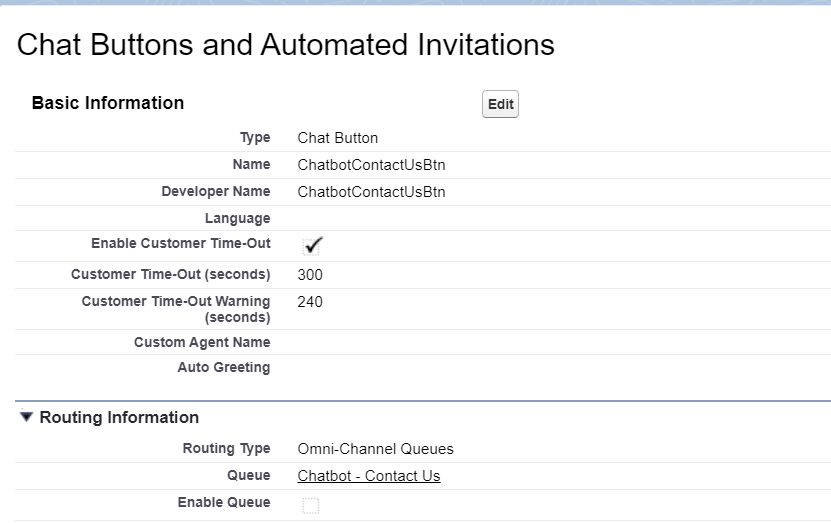 Chat Buttons and Automated Invitations
Basic Information Edit
Type Chat Button
Name ChatbotContactUsBtn
Developer Name ChatbotContactUsBtn
Language
Enable Customer Time-Out
Customer Time-Out (seconds) 300
Customer Time-Out Warning 240
(seconds)
Custom Agent Name
Auto Greeting
Routing Information
Routing Type Omni-Channel Queues
Queue Chatbot - Contact Us
Enable Queue